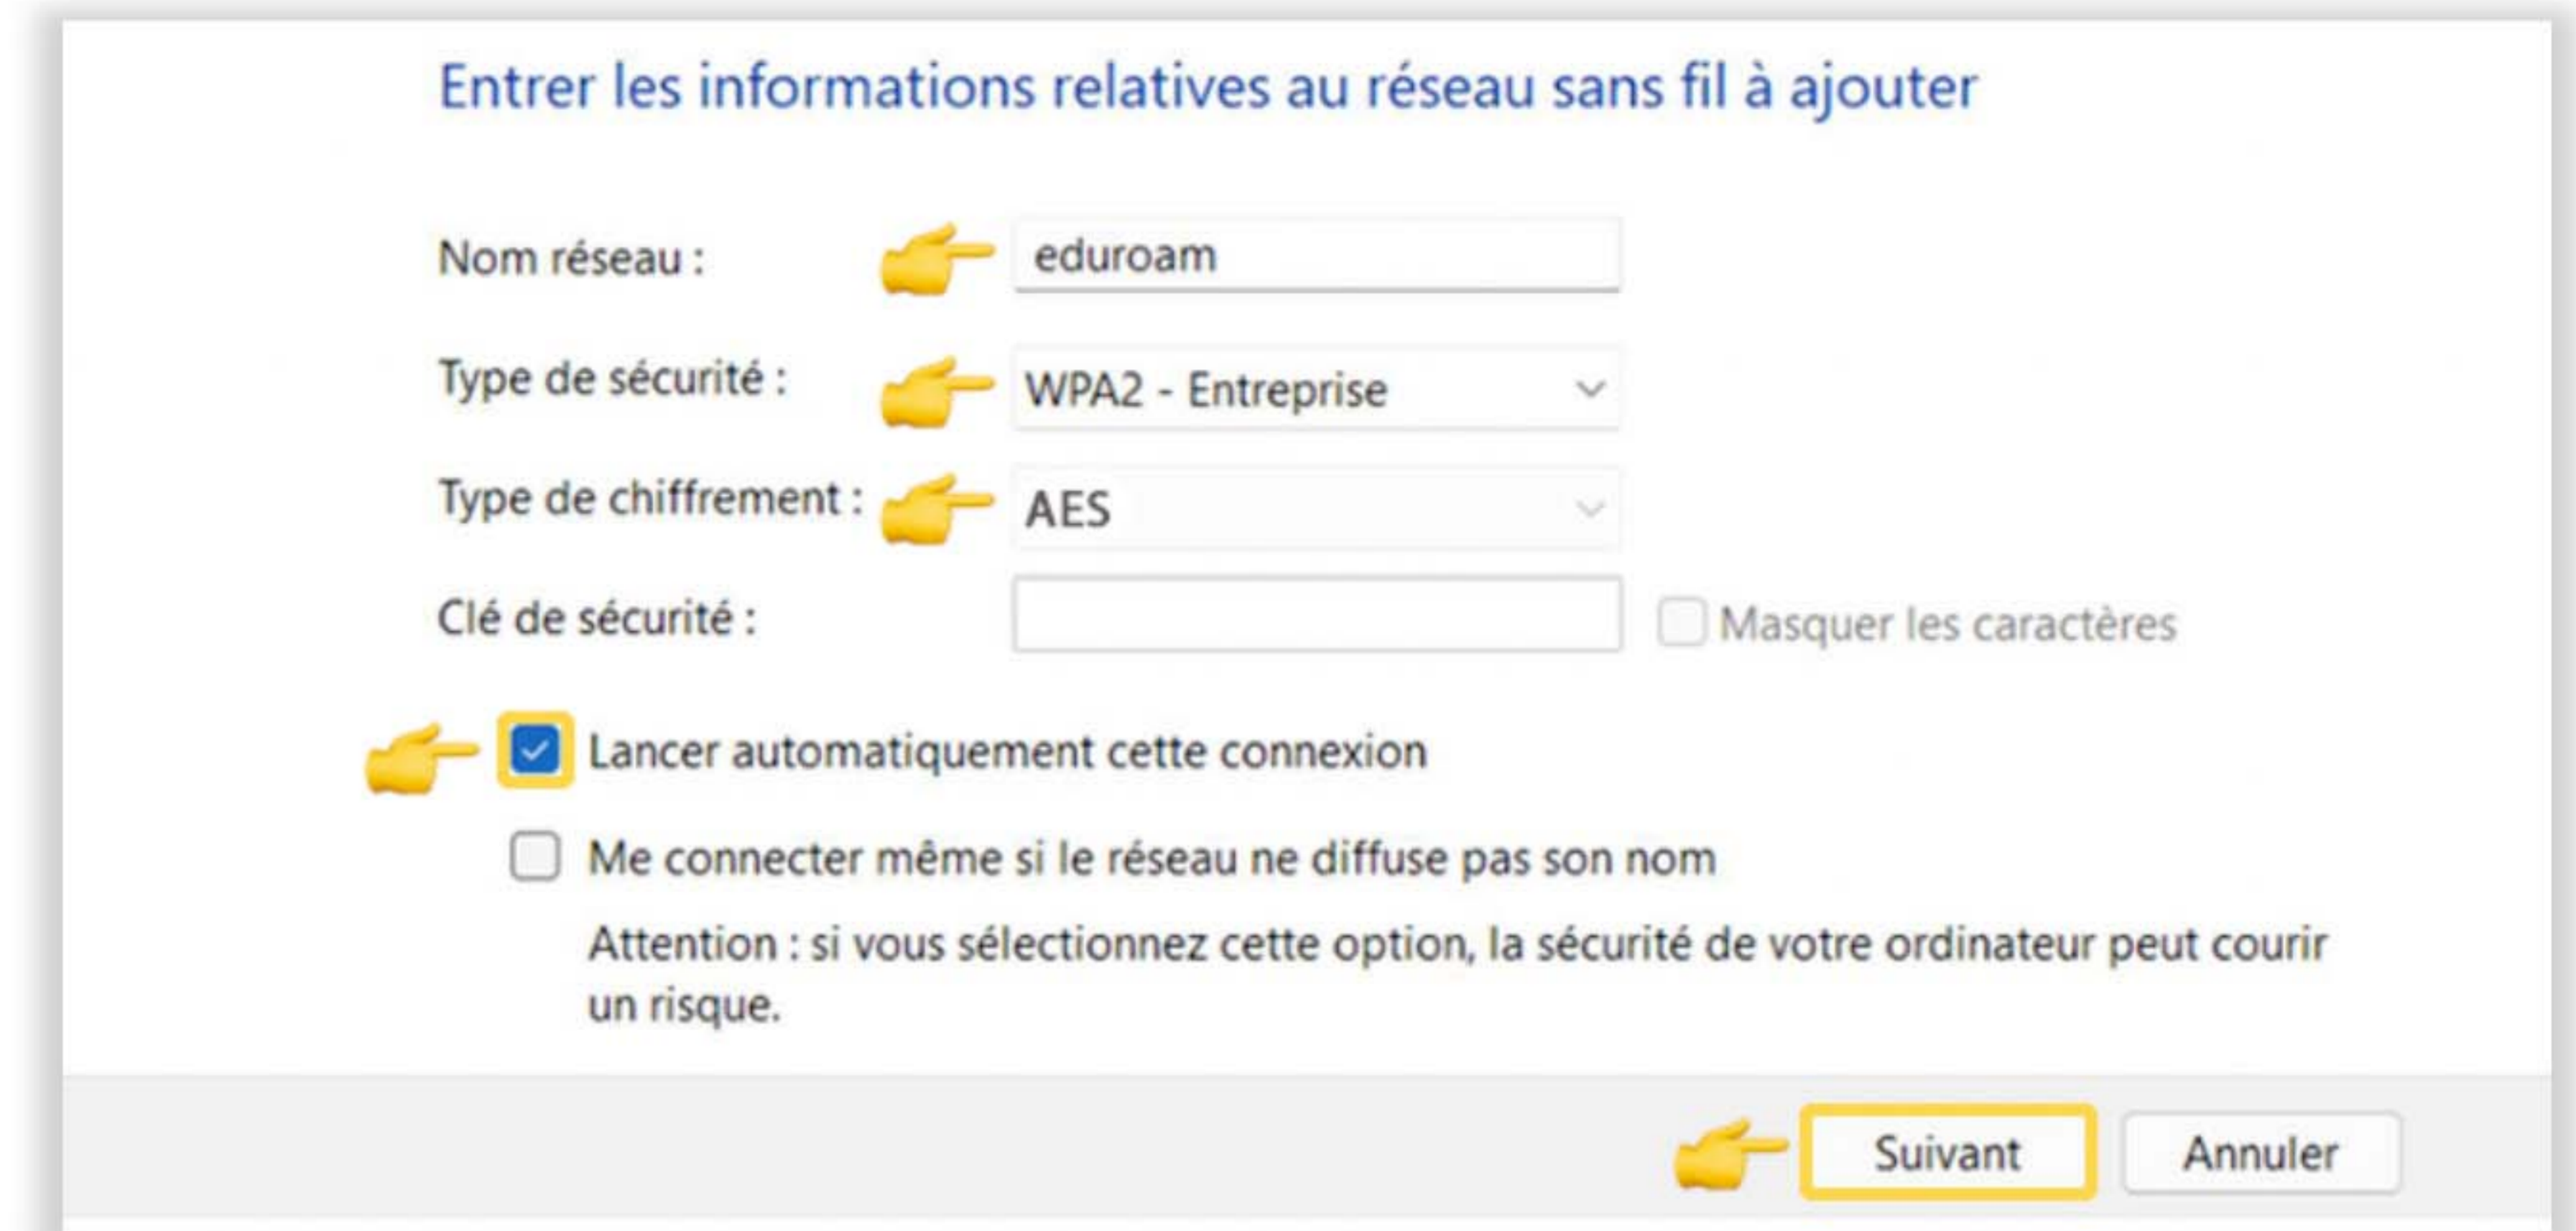 Entrer les informations relatives au réseau sans fil à ajouter
Nom réseau : eduroam
Type de sécurité : WPA2 - Entreprise
Type de chiffrement : AES
Clé de sécurité : Masquer les caractères
Lancer automatiquement cette connexion
Me connecter même si le réseau ne diffuse pas son nom
Attention : si vous sélectionnez cette option, la sécurité de votre ordinateur peut courir
un risque.
Suivant Annuler